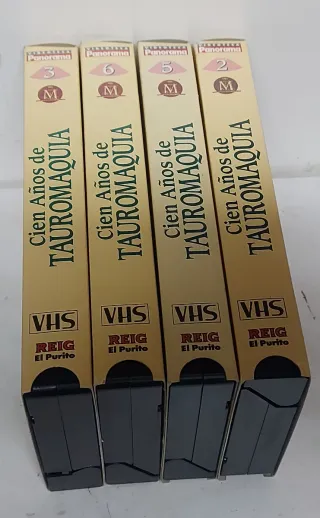 Panorama
3
M
Cien Años de
TAUROMAQUIA
VHS
REIG
El Purito
Panorama
6
M
Cien Años de
TAUROMAQUIA
VHS
REIG
El Purito
Panorama
5
M
Cien Años de
TAUROMAQUIA
VHS
REIG
El Purito
Panorama
2
M
Cien Años de
TAUROMAQUIA
VHS
REIG
El Purito